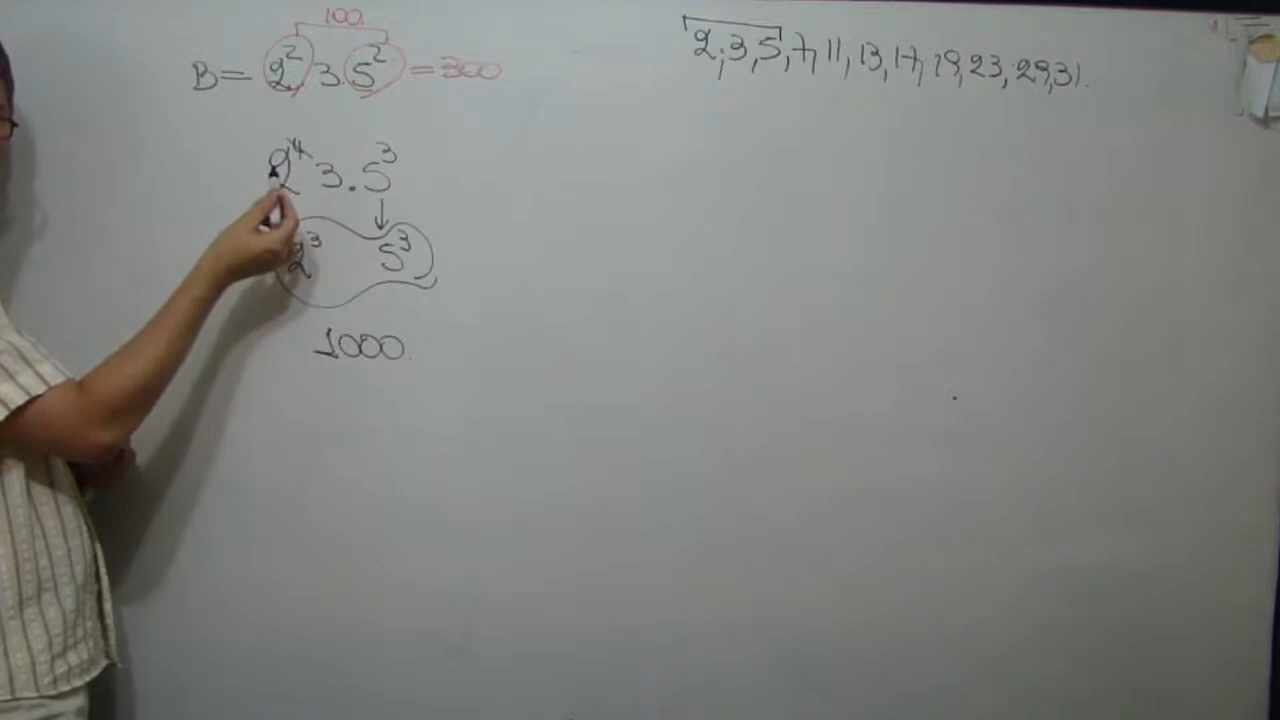 100
B = 2² 3.5² = 300
2, 3, 5, 7, 11, 13, 17, 19, 23, 29, 31.
2⁴ 3.5³
↓
2³ 5³
1000.